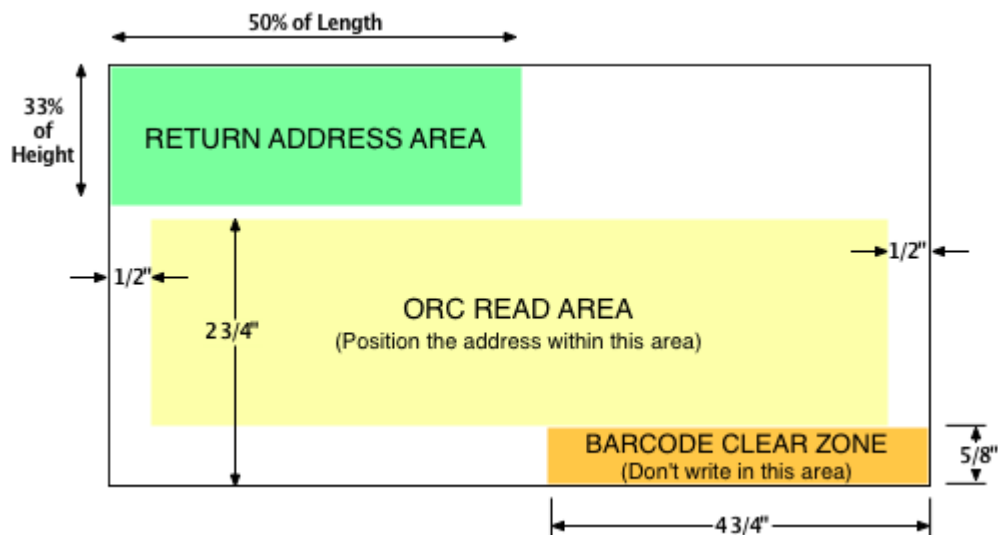 50% of Length
33%
of
Height
RETURN ADDRESS AREA
1/2"
1/2"
ORC READ AREA
2 3/4"
(Position the address within this area)
BARCODE CLEAR ZONE
(Don't write in this area)
5/8"
4 3/4"